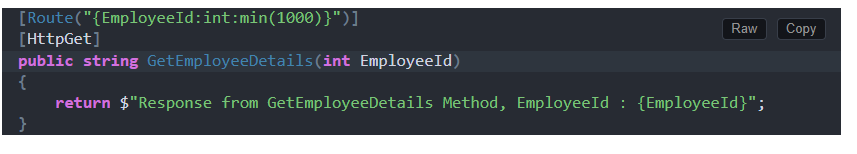 [Route("{EmployeeId:int:min(1000)}")]
Raw
Copy
[HttpGet]
public string GetEmployeeDetails(int EmployeeId)
{
    return $"Response from GetEmployeeDetails Method, EmployeeId : {EmployeeId}";
}